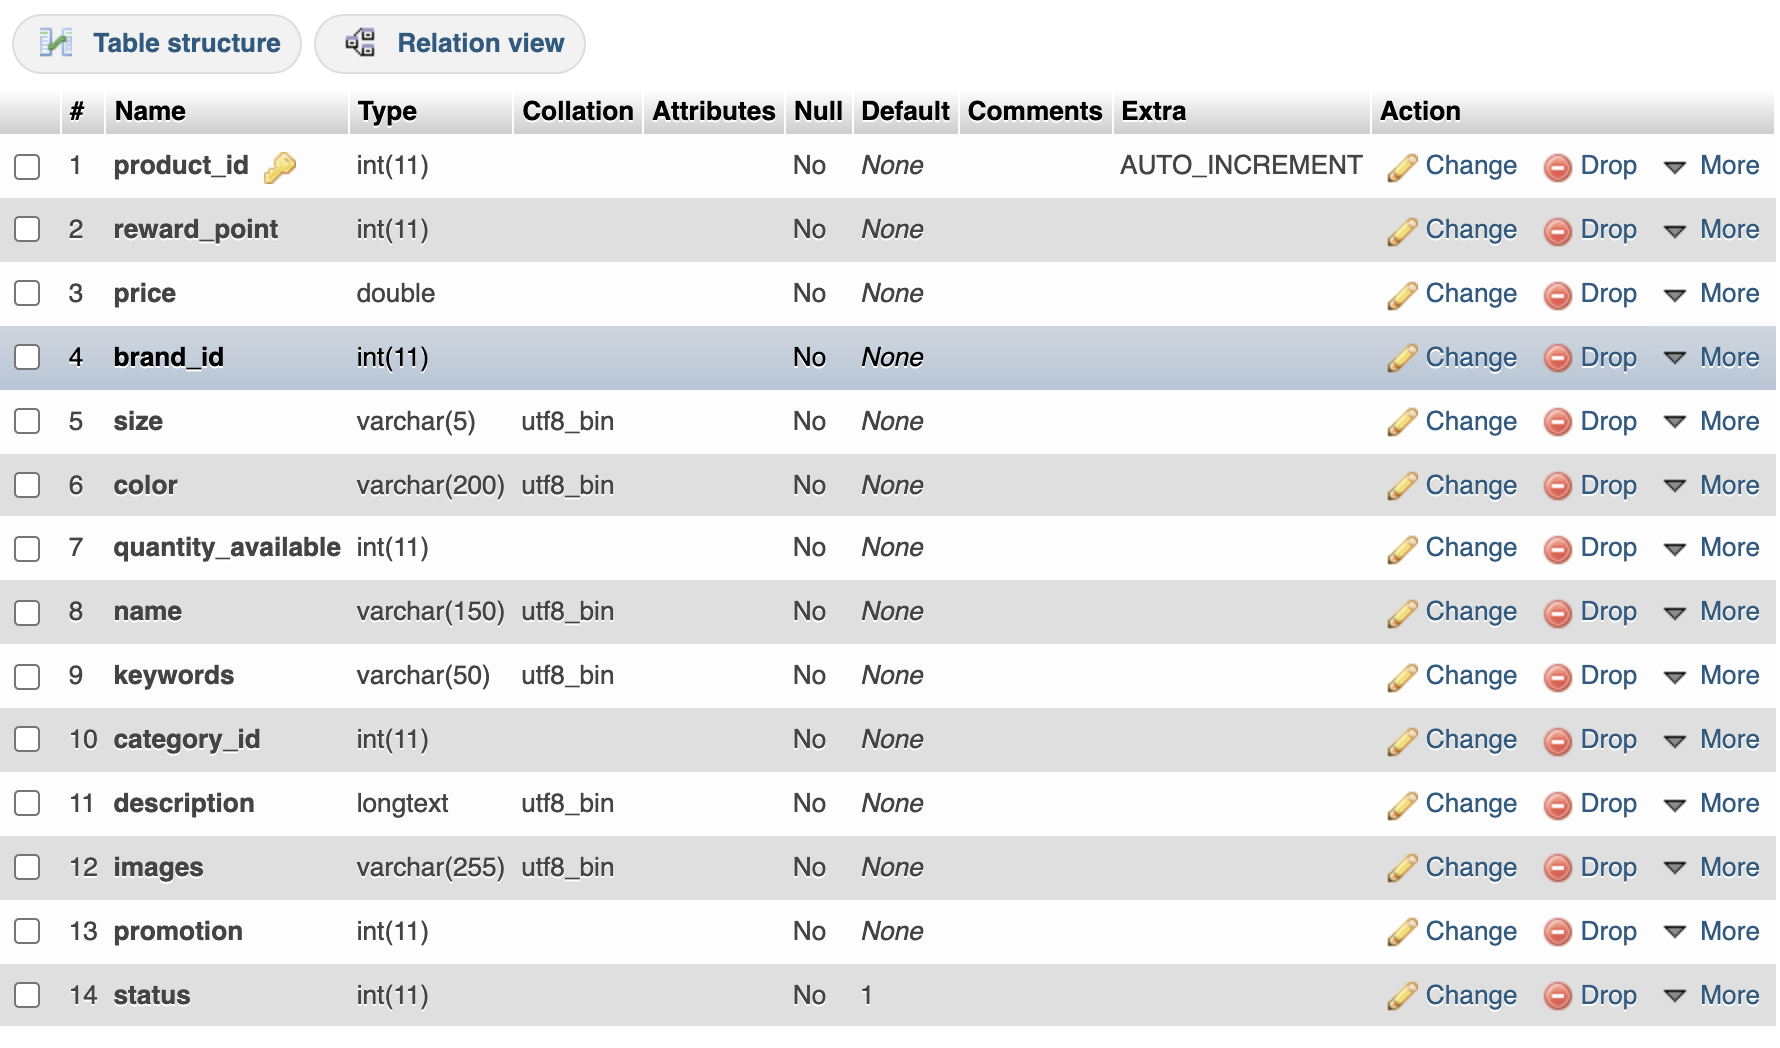 Table structure Relation view
# Name Type Collation Attributes Null Default Comments Extra Action
1 product_id int(11) No None AUTO_INCREMENT Change Drop More
2 reward_point int(11) No None Change Drop More
3 price double No None Change Drop More
4 brand_id int(11) No None Change Drop More
5 size varchar(5) utf8_bin No None Change Drop More
6 color varchar(200) utf8_bin No None Change Drop More
7 quantity_available int(11) No None Change Drop More
8 name varchar(150) utf8_bin No None Change Drop More
9 keywords varchar(50) utf8_bin No None Change Drop More
10 category_id int(11) No None Change Drop More
11 description longtext utf8_bin No None Change Drop More
12 images varchar(255) utf8_bin No None Change Drop More
13 promotion int(11) No None Change Drop More
14 status int(11) No 1 Change Drop More